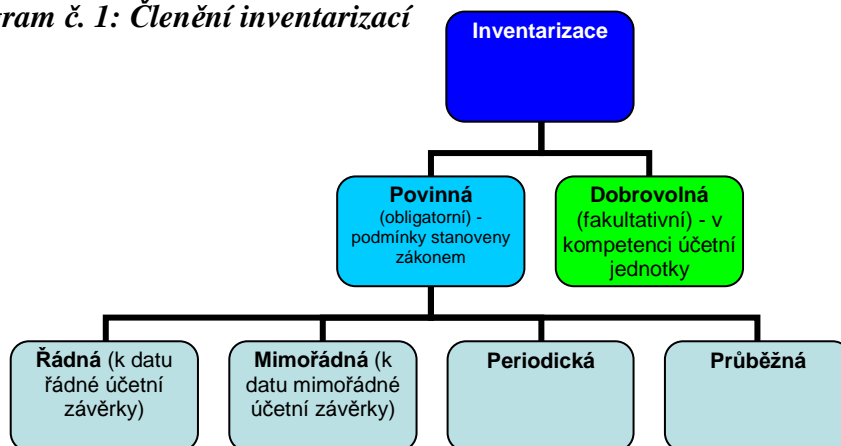 ram č. 1: Členění inventarizací
Inventarizace
Povinná
(obligatorní) -
podmínky stanoveny
zákonem
Dobrovolná
(fakultativní) - v
kompetenci účetní
jednotky
Řádná (k datu
řádné účetní
závěrky)
Mimořádná (k
datu mimořádné
účetní závěrky)
Periodická
Průběžná